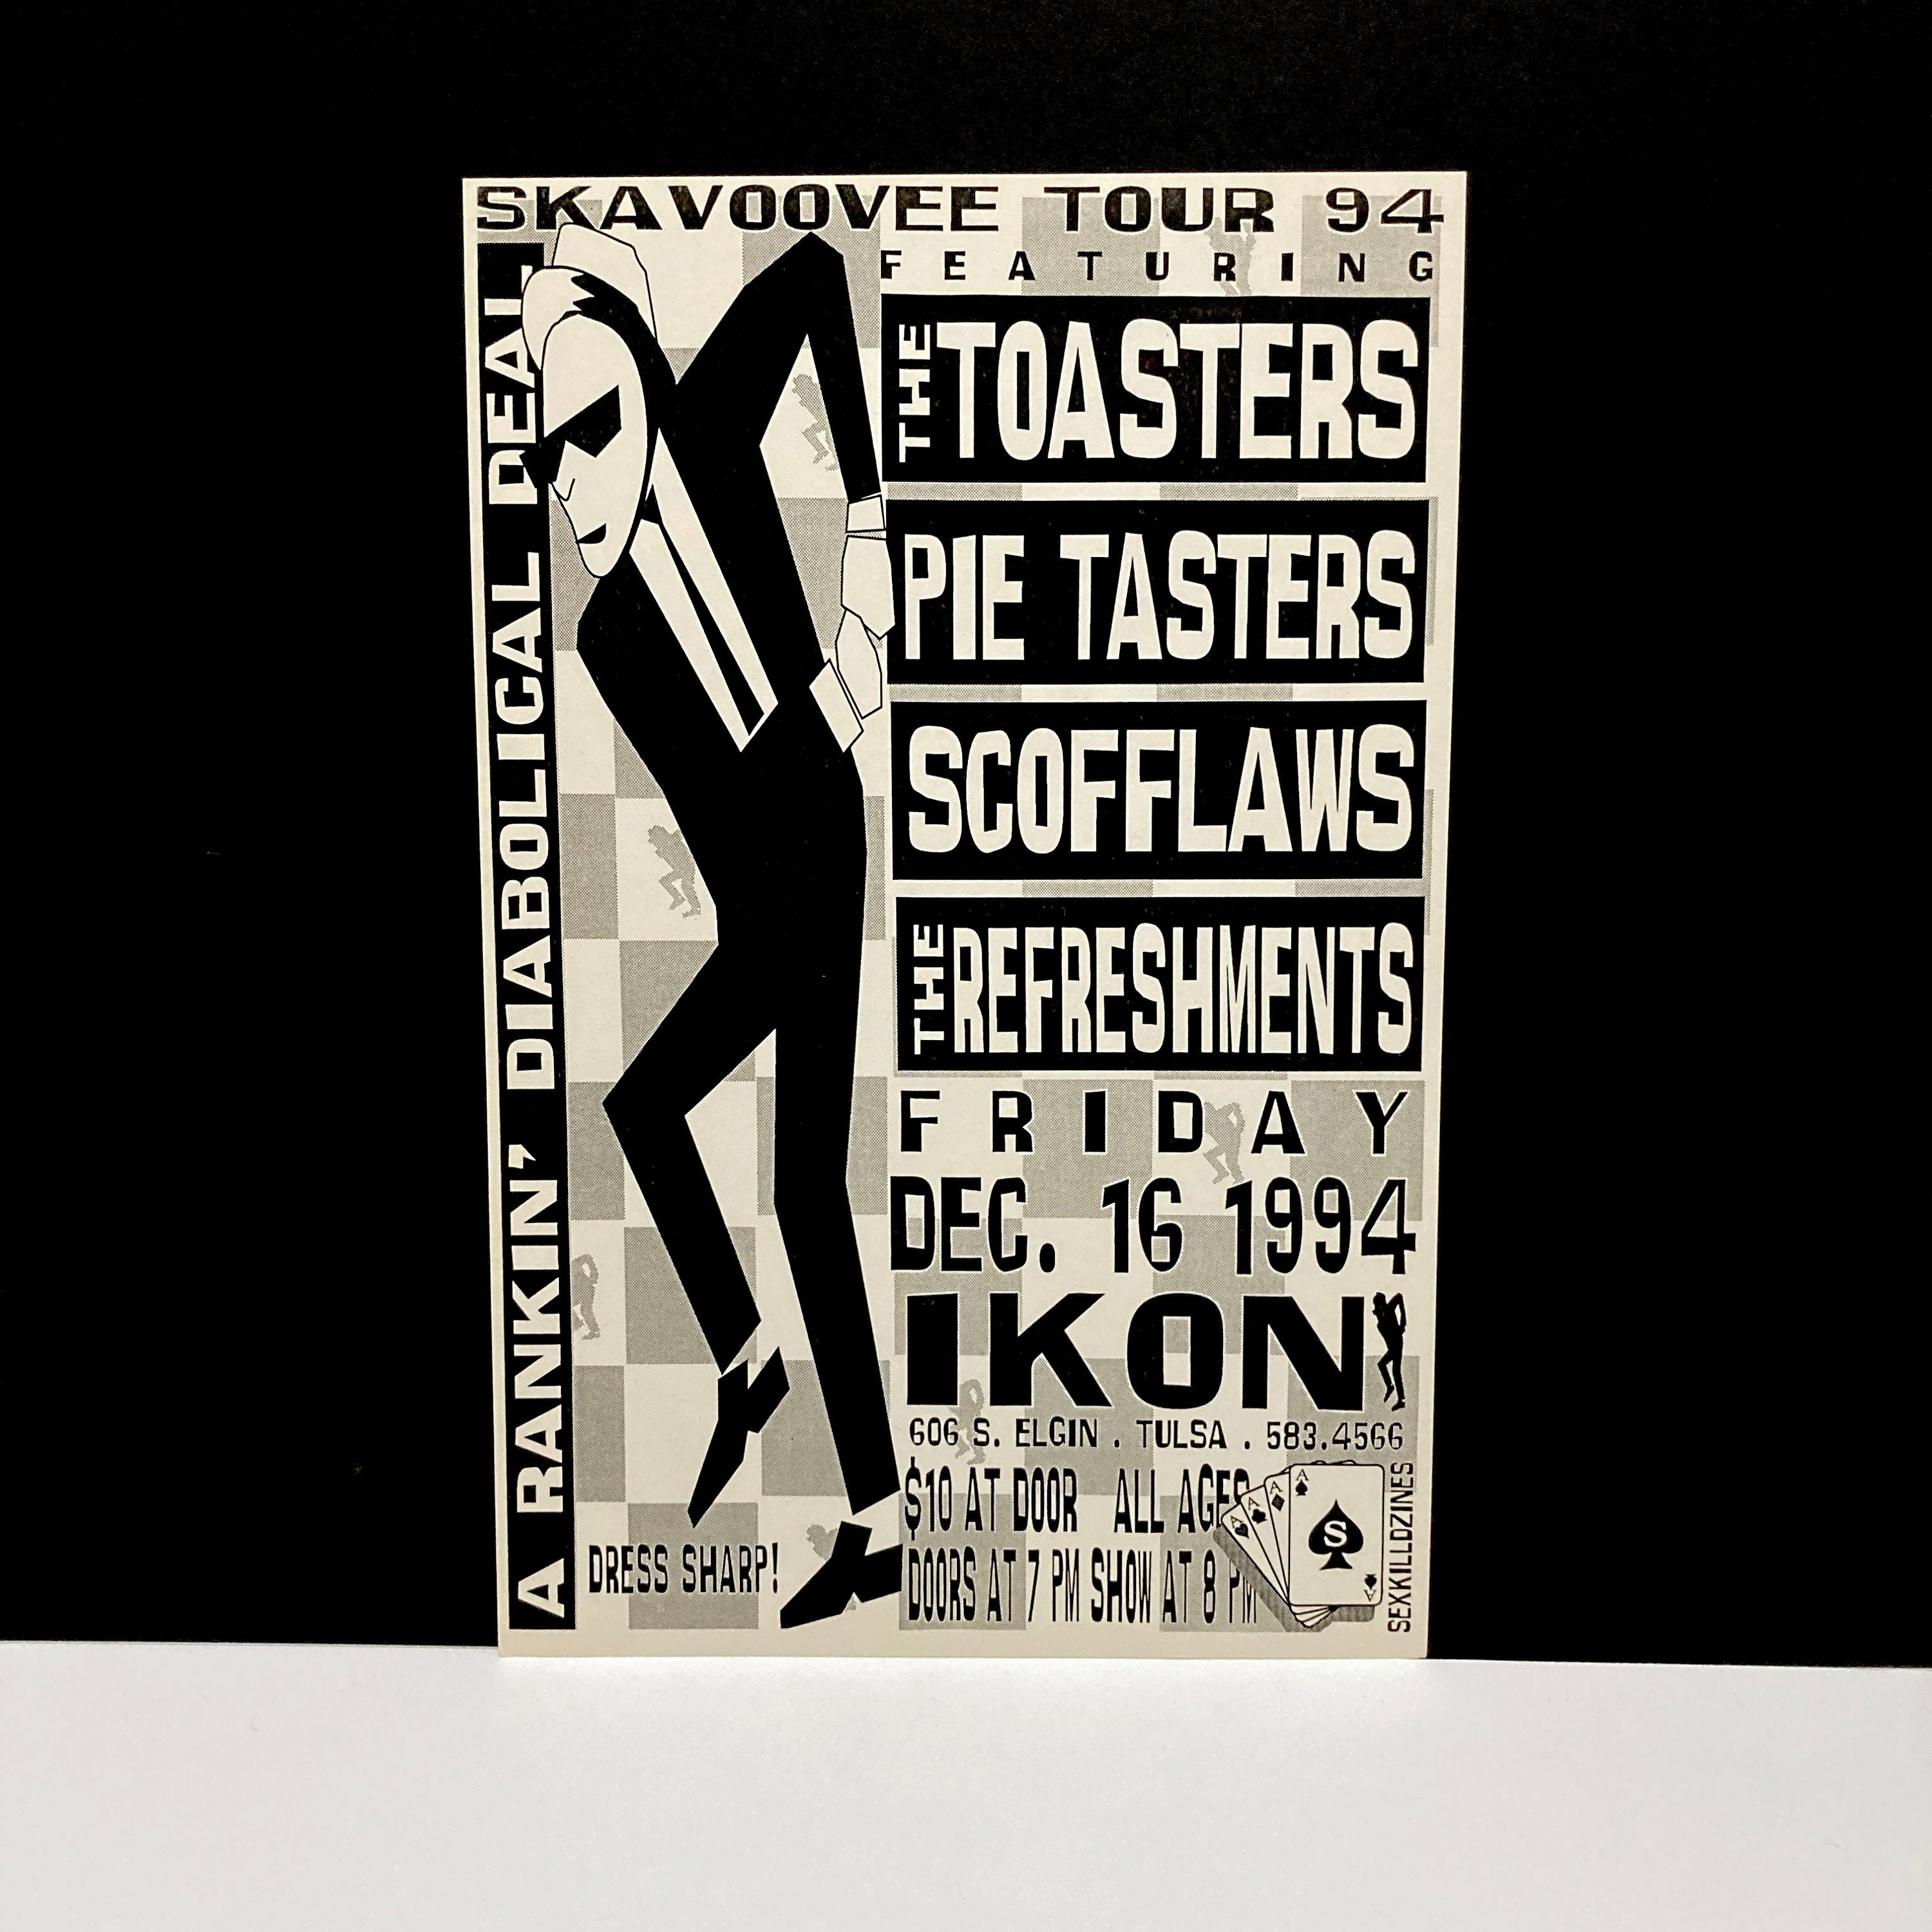 SKAVOOVEE TOUR 94
A RANKIN' DIABOLICAL DEAL
FEATURING
THE TOASTERS
PIE TASTERS
SCOFFLAWS
THE REFRESHMENTS
FRIDAY
DEC. 16 1994
IKON
606 S. ELGIN . TULSA . 583.4566
$10 AT DOOR ALL AGES
DOORS AT 7 PM SHOW AT 8 PM
DRESS SHARP!
A
A
A
A
S
A
SEXKILLDZINES